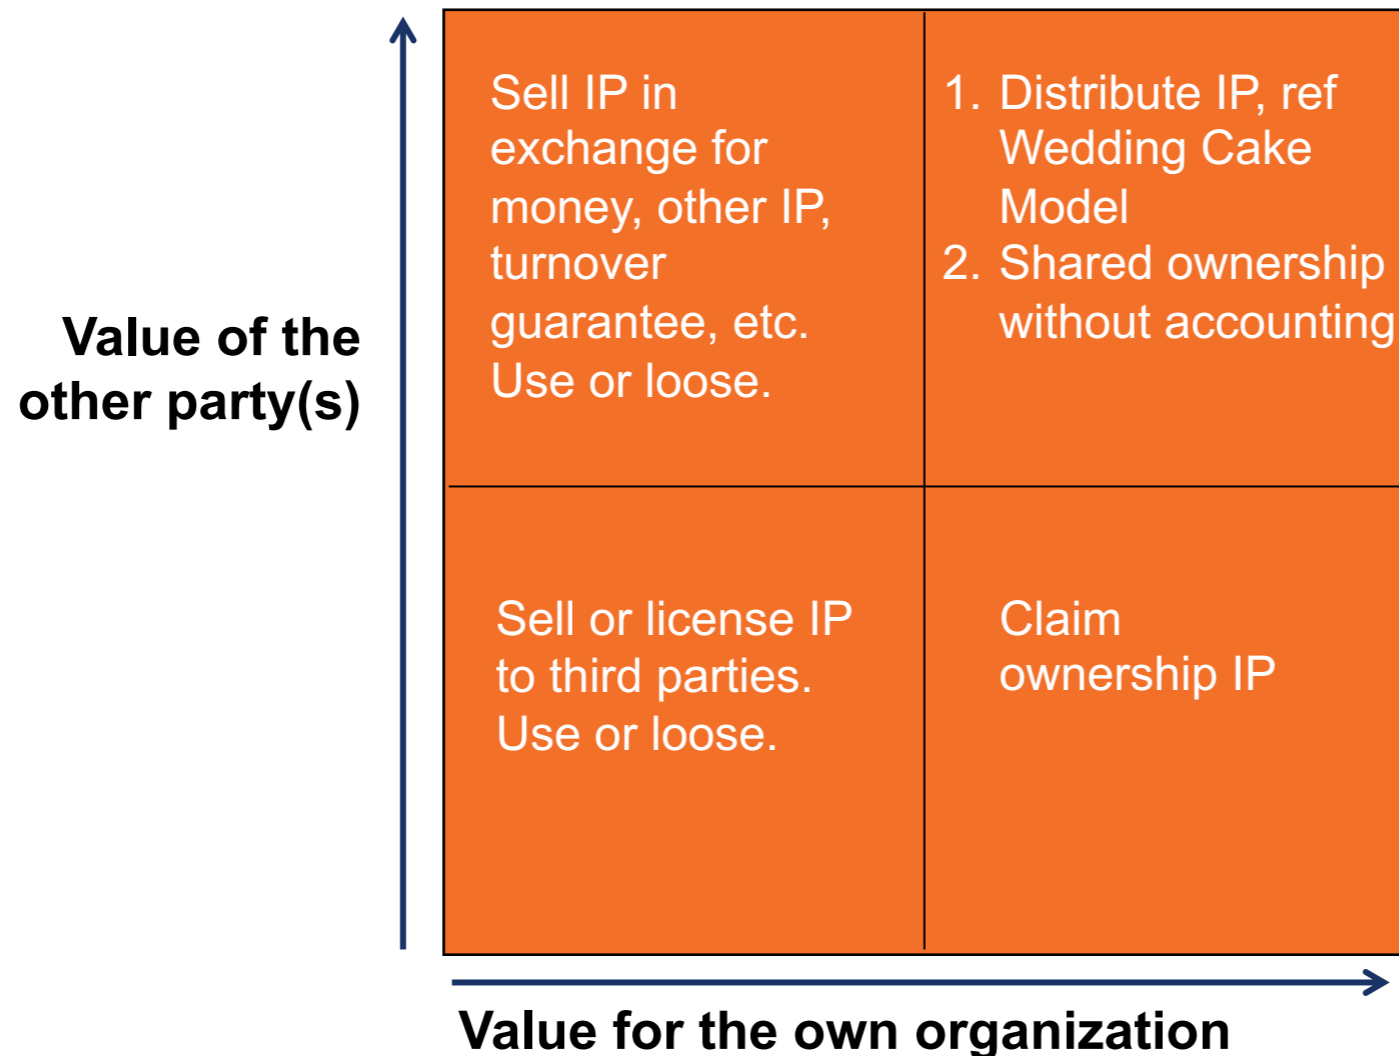 Value of the
other party(s)
Sell IP in
exchange for
money, other IP,
turnover
guarantee, etc.
Use or loose.
1. Distribute IP, ref
Wedding Cake
Model
2. Shared ownership
without accounting
Sell or license IP
to third parties.
Use or loose.
Claim
ownership IP
Value for the own organization